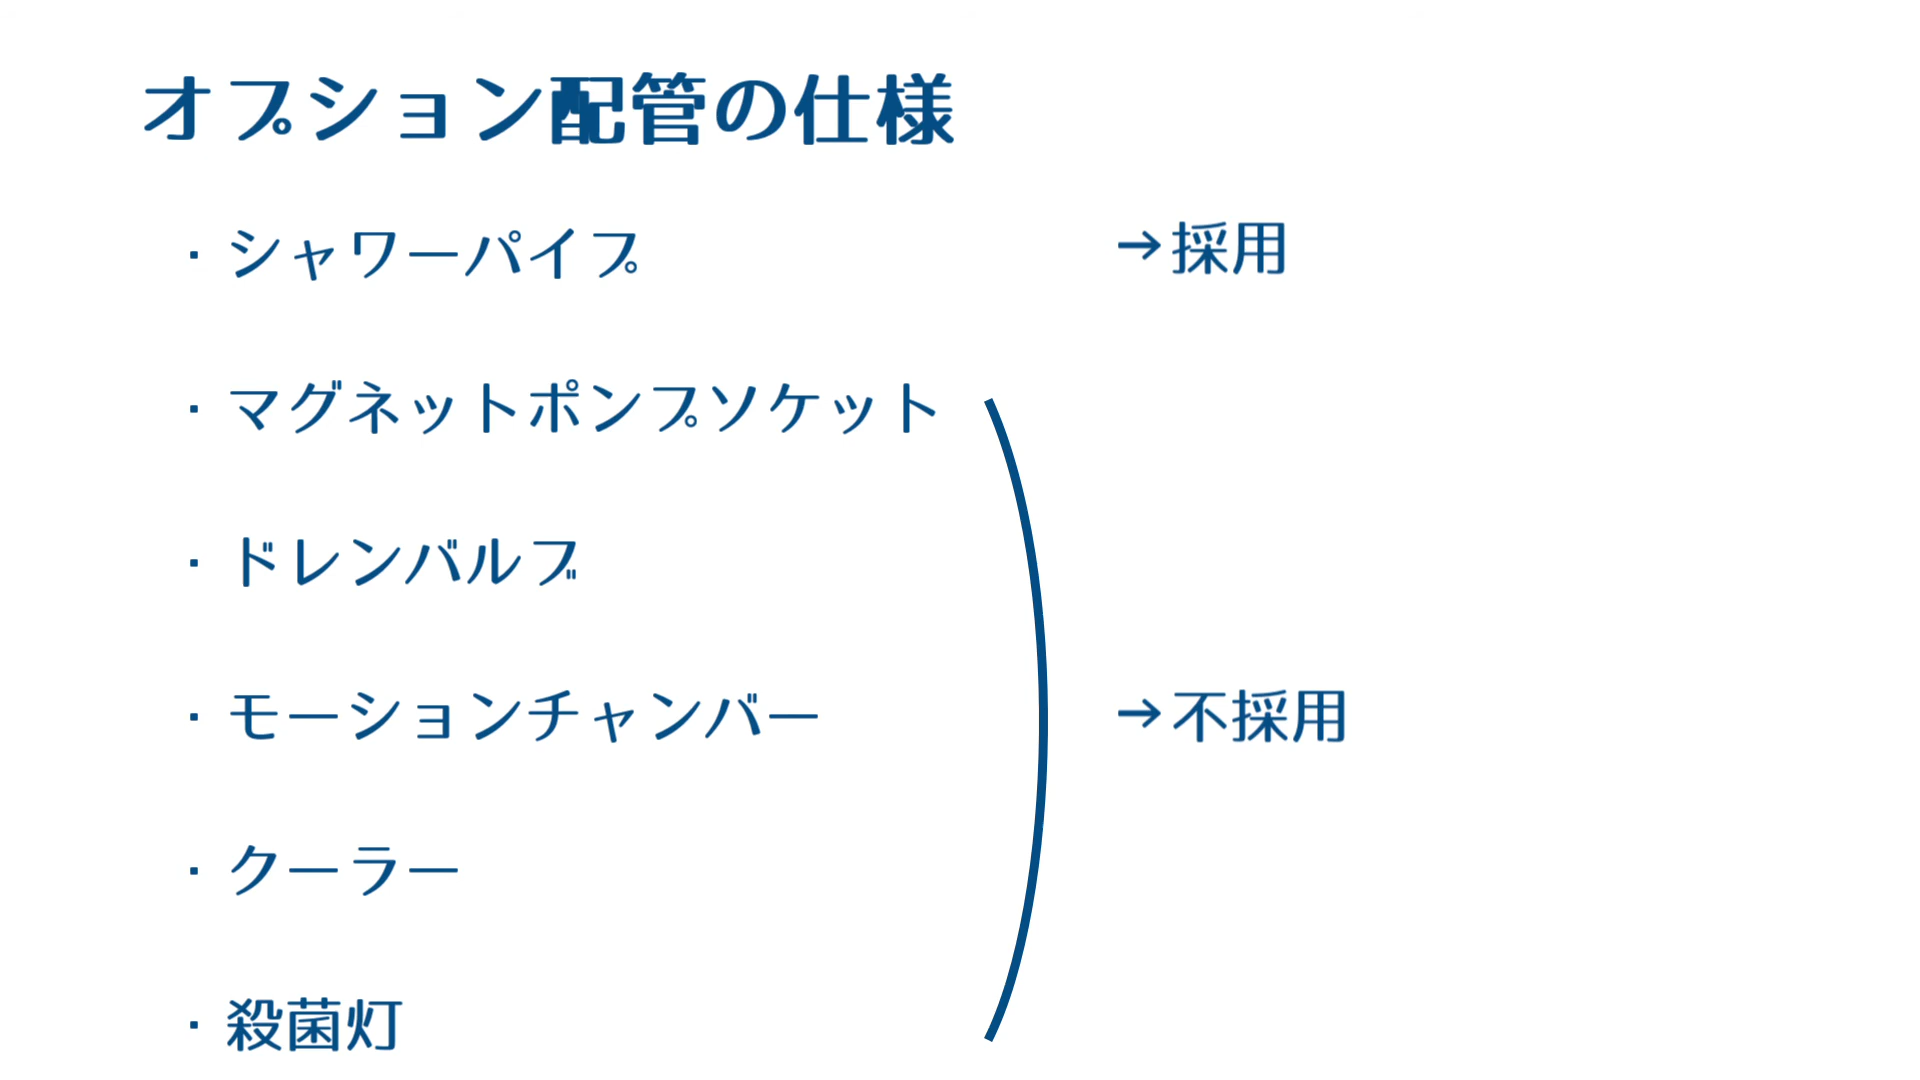 オプション配管の仕様
・シャワーパイプ →採用
・マグネットポンプソケット
・ドレンバルブ
・モーションチャンバー →不採用
・クーラー
・殺菌灯